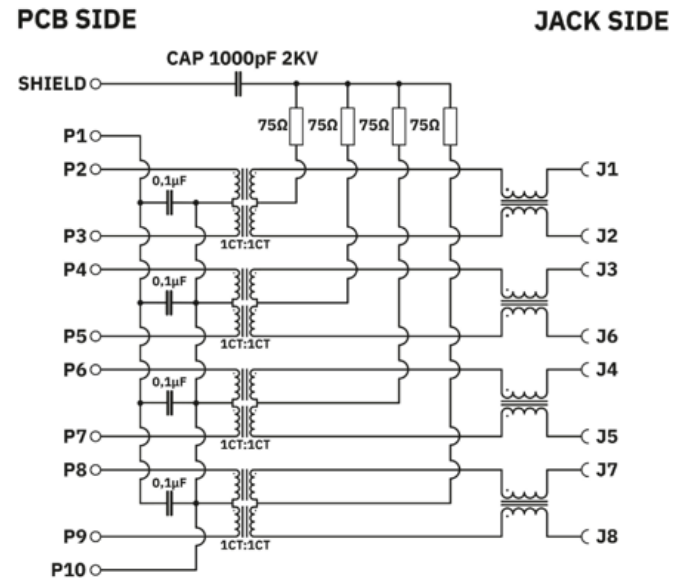 PCB SIDE
JACK SIDE
CAP 1000pF 2KV
SHIELD
75Ω 75Ω 75Ω 75Ω
P1
P2
J1
0,1µF
P3
J2
1CT:1CT
P4
J3
0,1µF
P5
J6
1CT:1CT
P6
J4
0,1µF
P7
J5
1CT:1CT
P8
J7
0,1µF
P9
J8
1CT:1CT
P10